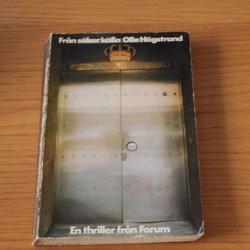 Från säker källa Olle Högstrand
En thriller från Forum